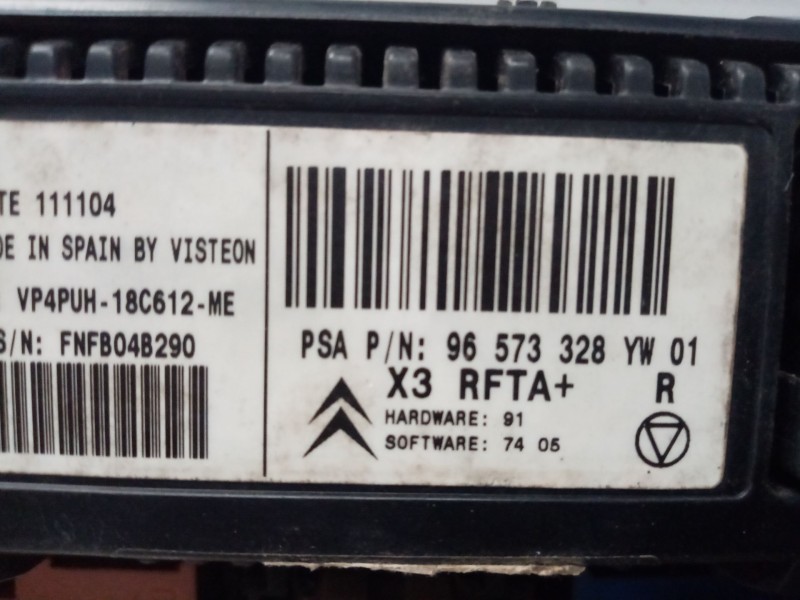 TE 111104
DE IN SPAIN BY VISTEON
VP4PUH-18C612-ME
S/N: FNFB04B290
PSA P/N: 96 573 328 YW 01
X3 RFTA+ R
HARDWARE: 91
SOFTWARE: 74 05